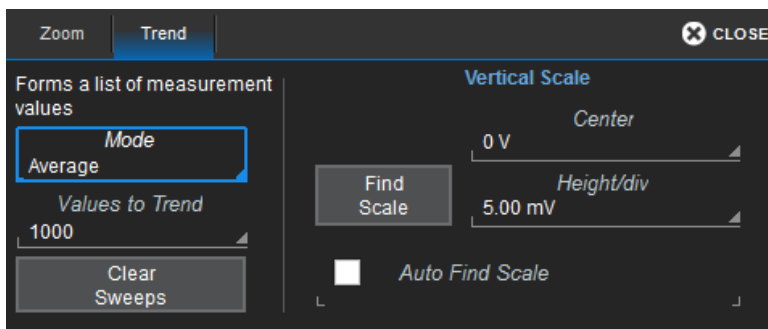 Zoom
Trend
CLOSE
Forms a list of measurement
values
Mode
Average
Values to Trend
1000
Clear
Sweeps
Vertical Scale
Center
0 V
Find
Scale
Height/div
5.00 mV
Auto Find Scale